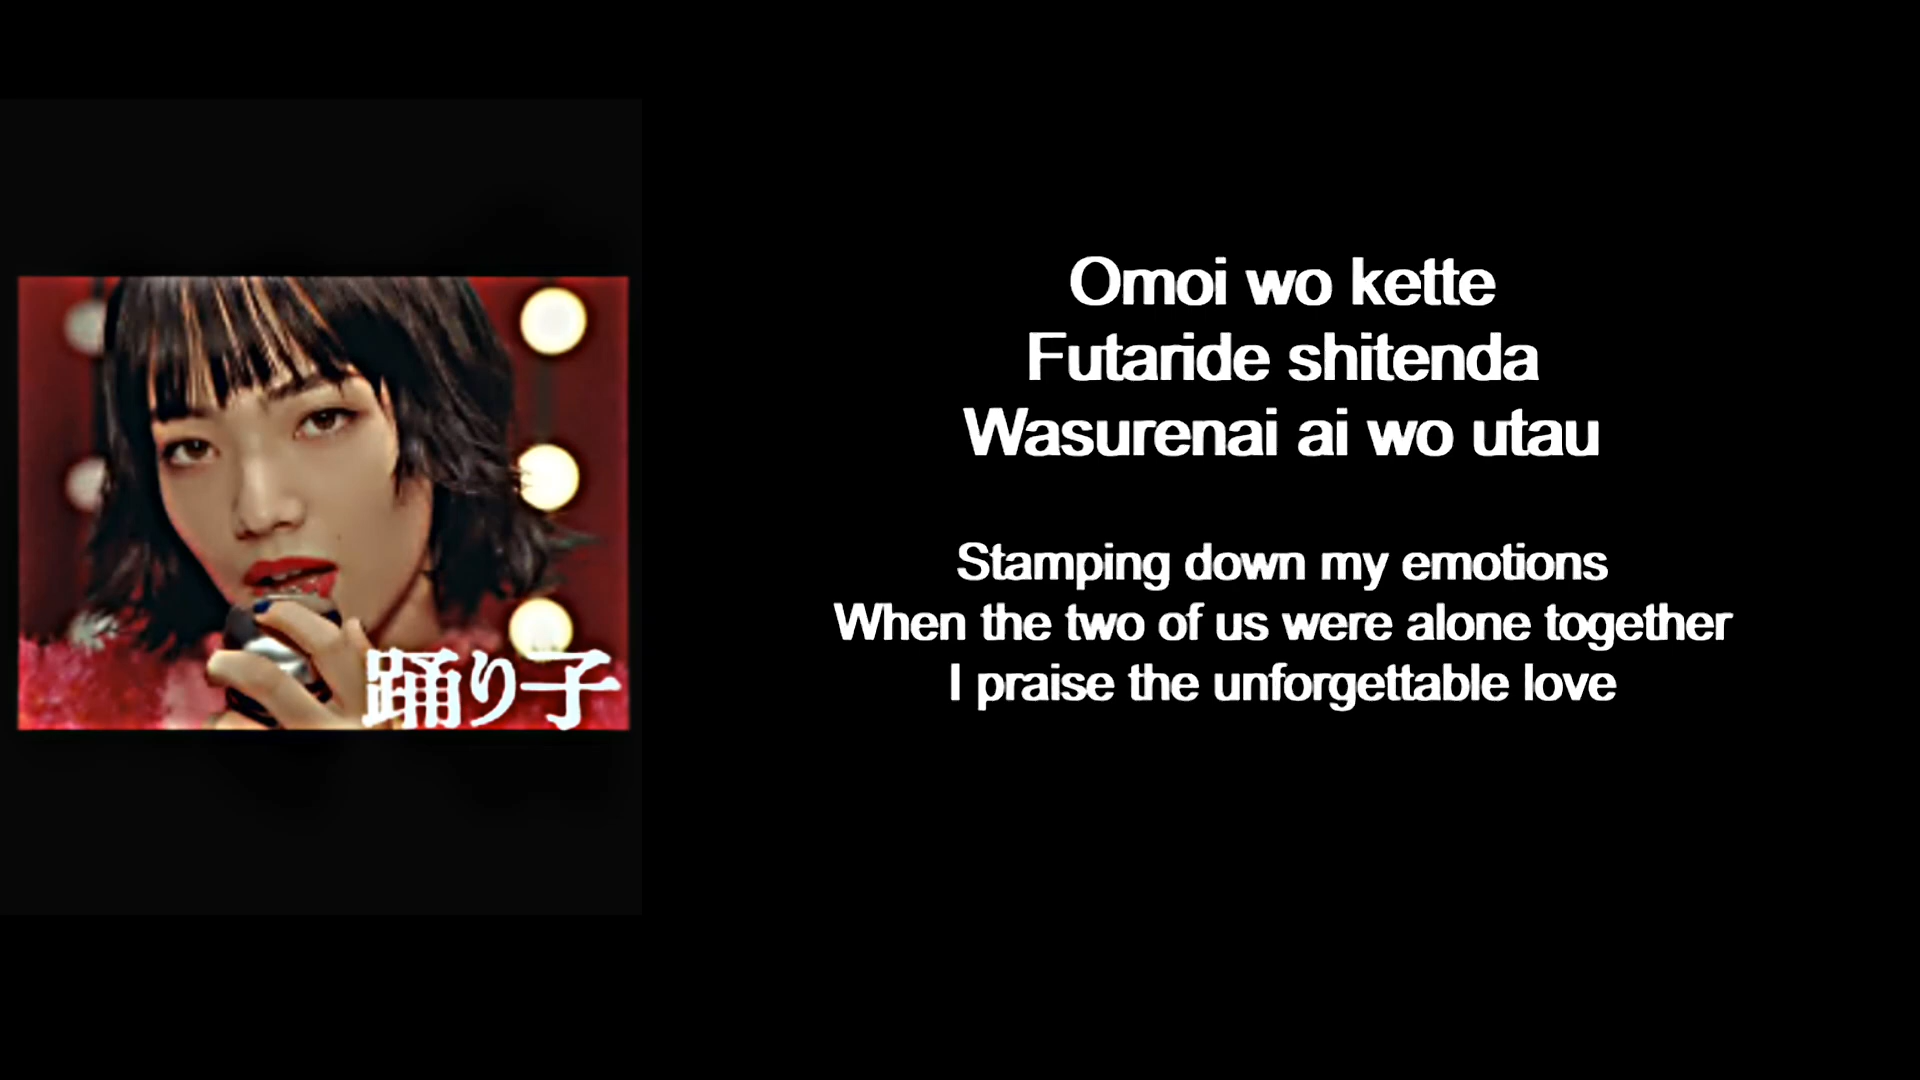 踊り子
Omoi wo kette
Futaride shitenda
Wasurenai ai wo utau
Stamping down my emotions
When the two of us were alone together
I praise the unforgettable love